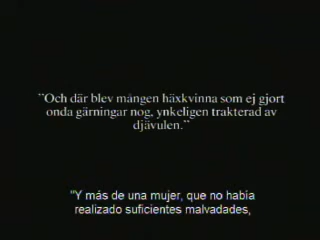 "Och där blev mången häxkvinna som ej gjort
onda gärningar nog, ynkeligen trakterad av
djävulen."
"Y más de una mujer, que no había
realizado suficientes malvadades,